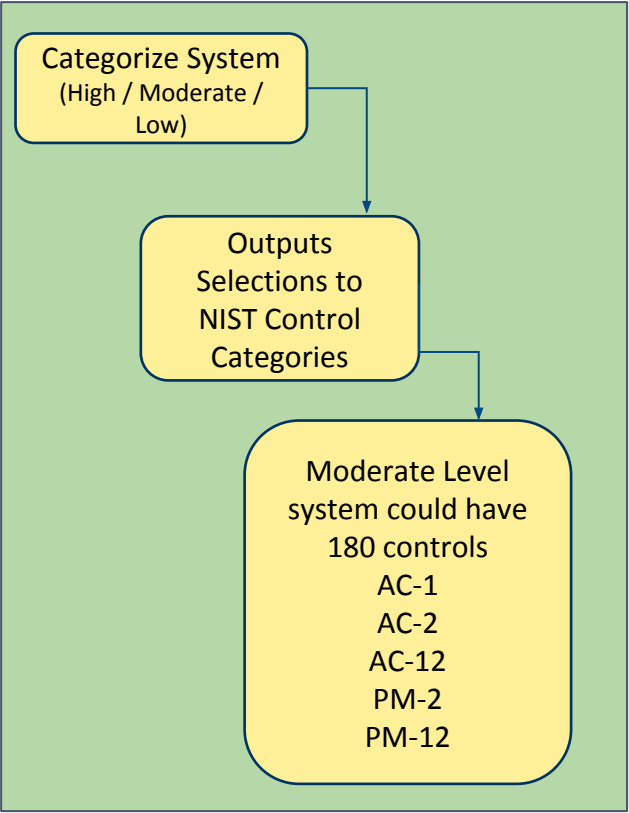 Categorize System
(High / Moderate /
Low)
Outputs
Selections to
NIST Control
Categories
Moderate Level
system could have
180 controls
AC-1
AC-2
AC-12
PM-2
PM-12